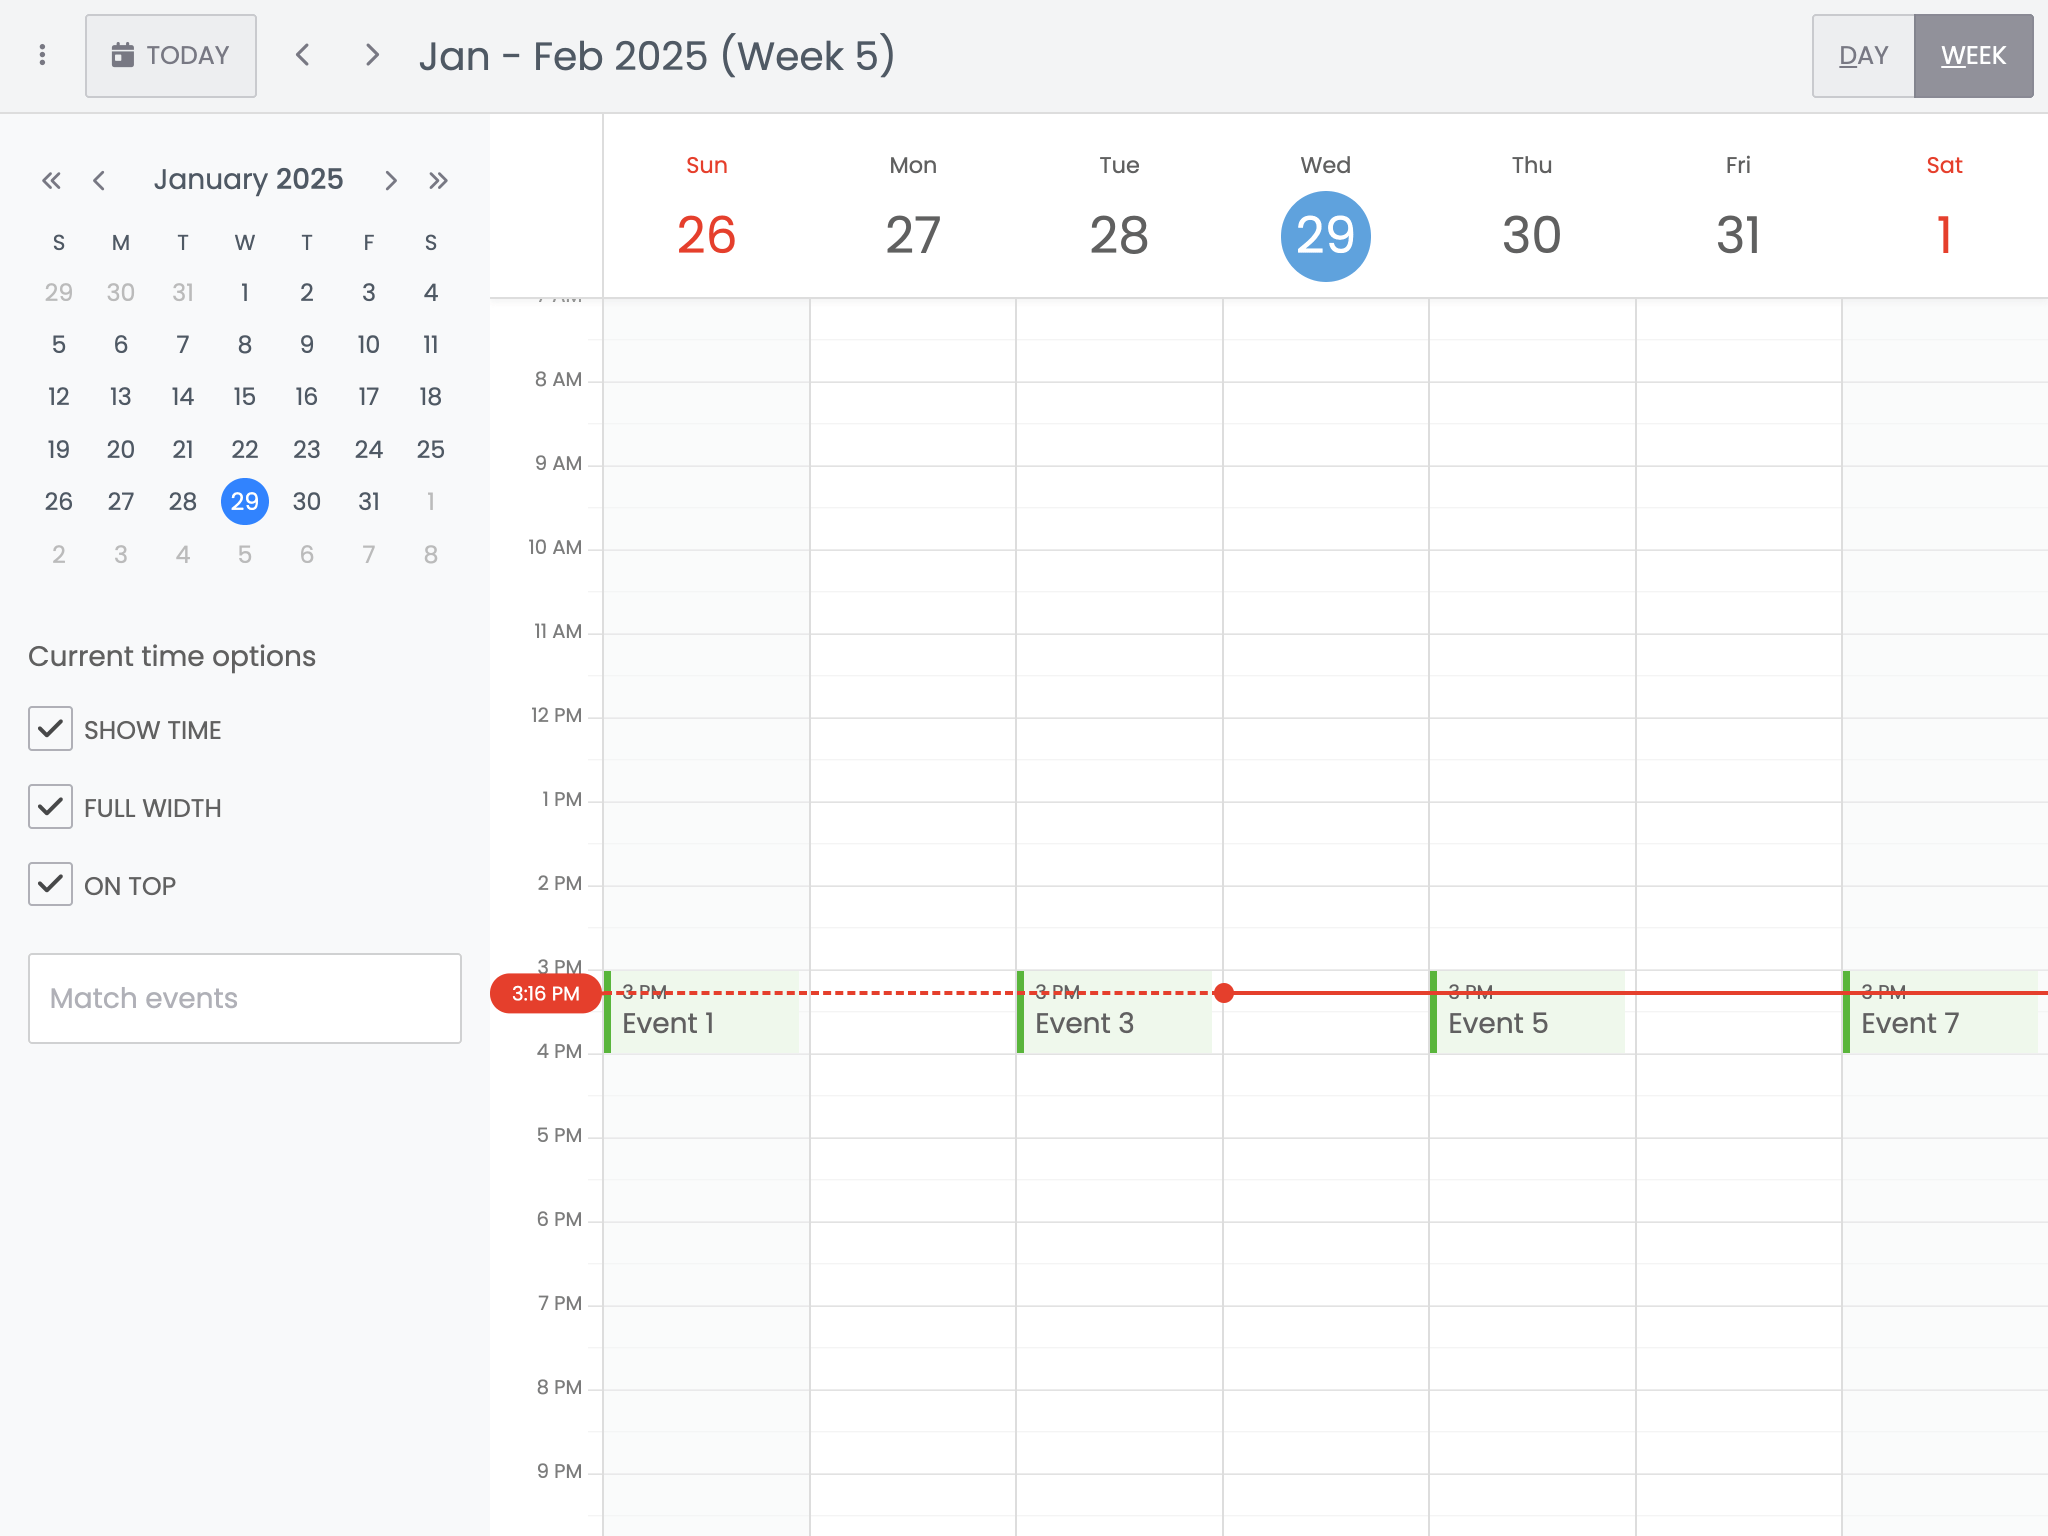 TODAY
Jan - Feb 2025 (Week 5)
DAY
WEEK
January 2025
S M T W T F S
29 30 31 1 2 3 4
5 6 7 8 9 10 11
12 13 14 15 16 17 18
19 20 21 22 23 24 25
26 27 28 29 30 31 1
2 3 4 5 6 7 8
Current time options
SHOW TIME
FULL WIDTH
ON TOP
Match events
Sun Mon Tue Wed Thu Fri Sat
26 27 28 29 30 31 1
8 AM
9 AM
10 AM
11 AM
12 PM
1 PM
2 PM
3 PM
3:16 PM
3 PM 3 PM 3 PM 3 PM
Event 1 Event 3 Event 5 Event 7
4 PM
5 PM
6 PM
7 PM
8 PM
9 PM